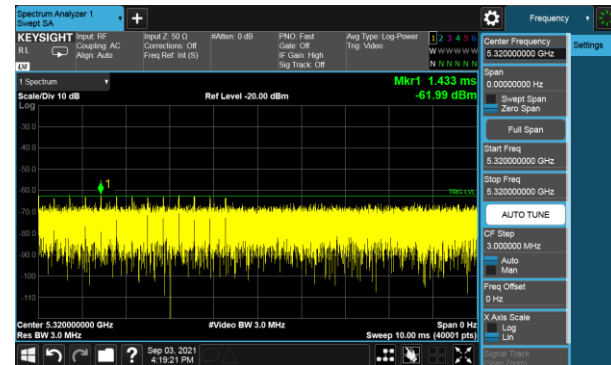 Spectrum Analyzer 1
Swept SA
Frequency
KEYSIGHT
RL
LXI
Input: RF
Coupling: AC
Align: Auto
Input Z: 50 Ω
Corrections: Off
Freq Ref: Int (S)
#Atten: 0 dB
PNO: Fast
Gate: Off
IF Gain: High
Sig Track: Off
Avg Type: Log-Power
Trig: Video
1 2 3 4 5 6
W W W W W W
N N N N N N
Center Frequency
5.320000000 GHz
Settings
Span
0.00000000 Hz
Swept Span
Zero Span
Full Span
Start Freq
5.320000000 GHz
Stop Freq
5.320000000 GHz
AUTO TUNE
CF Step
3.000000 MHz
Auto
Man
Freq Offset
0 Hz
X Axis Scale
Log
Lin
Signal Track
(Span Zoom)
1 Spectrum
Scale/Div 10 dB
Ref Level -20.00 dBm
Mkr1 1.433 ms
-61.99 dBm
Log
-30.0
-40.0
-50.0
-60.0
-70.0
-80.0
-90.0
-100
-110
1
TRIG LVL
Center 5.320000000 GHz
#Video BW 3.0 MHz
Span 0 Hz
Res BW 3.0 MHz
Sweep 10.00 ms (40001 pts)
?
Sep 03, 2021
4:19:21 PM